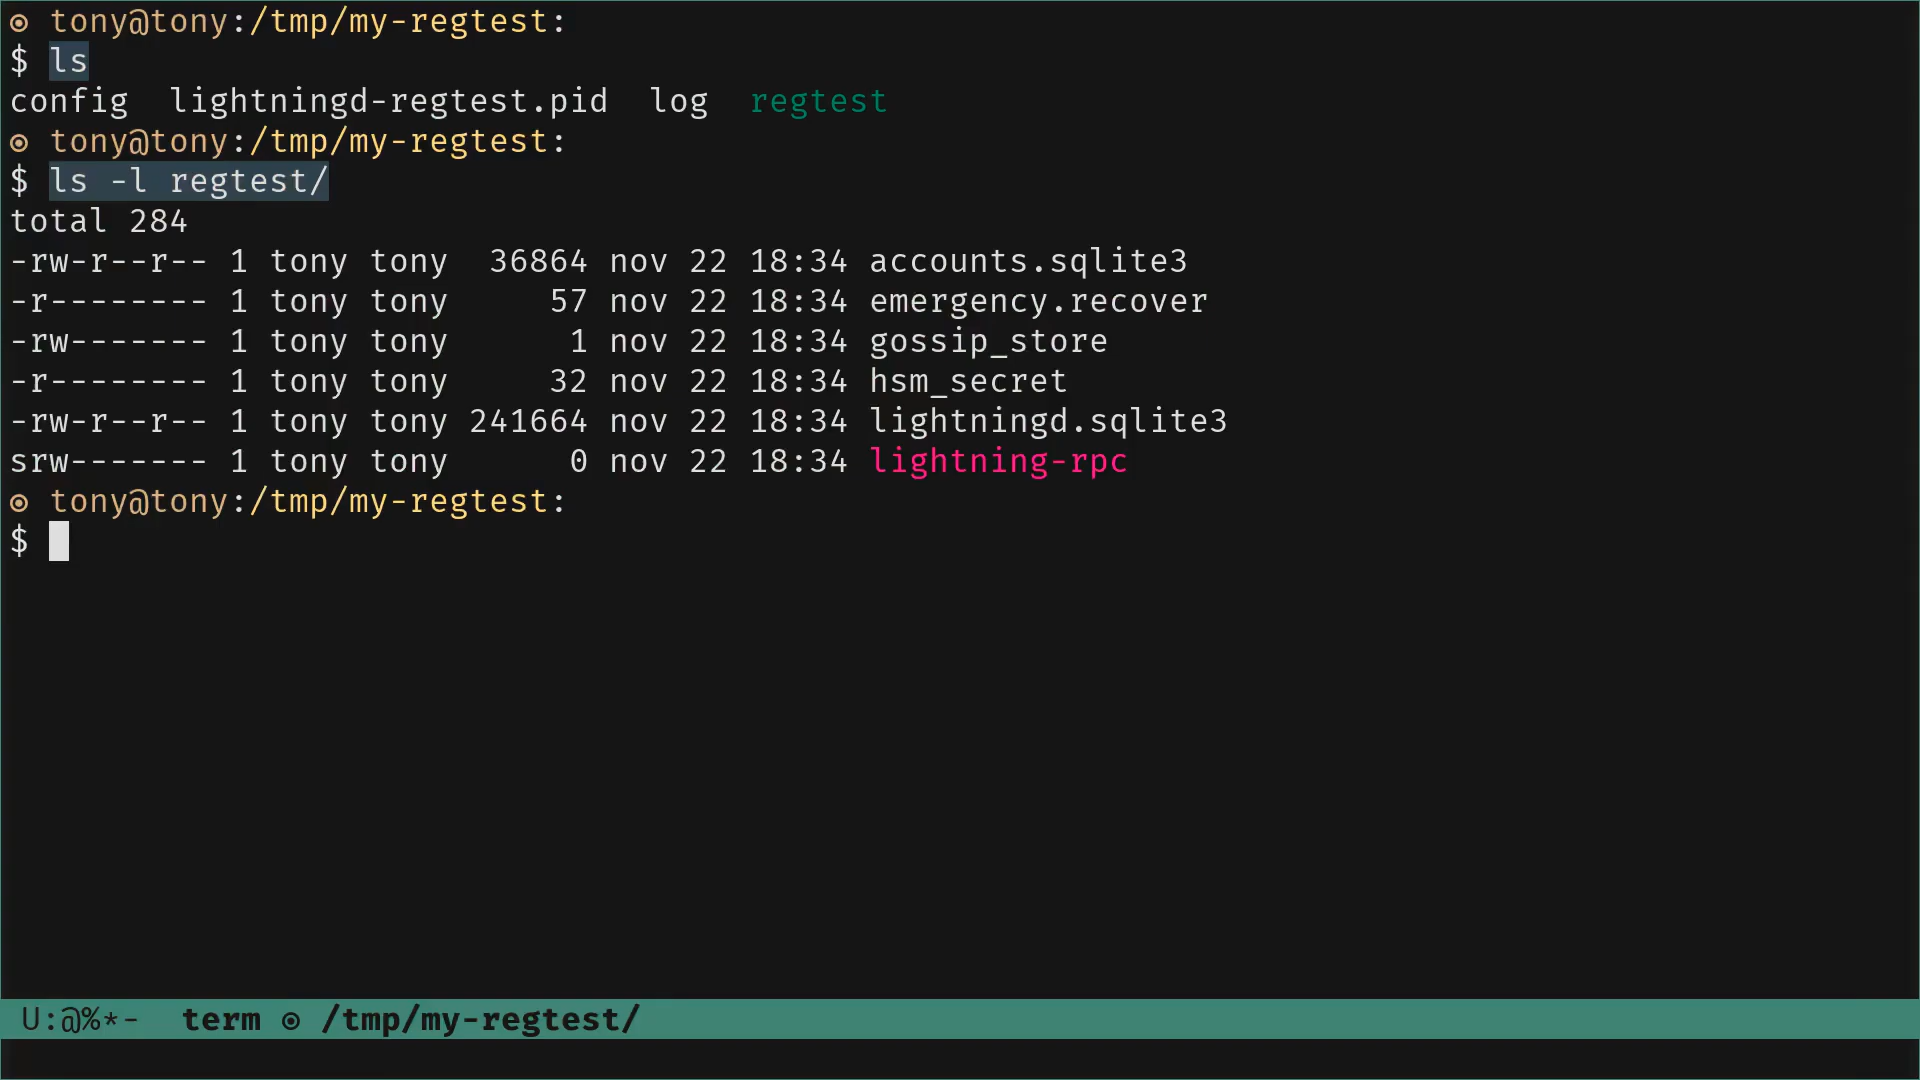 ⊙ tony@tony:/tmp/my-regtest:
$ ls
config  lightningd-regtest.pid  log  regtest
⊙ tony@tony:/tmp/my-regtest:
$ ls -l regtest/
total 284
-rw-r--r-- 1 tony tony  36864 nov 22 18:34 accounts.sqlite3
-r-------- 1 tony tony     57 nov 22 18:34 emergency.recover
-rw------- 1 tony tony      1 nov 22 18:34 gossip_store
-r-------- 1 tony tony     32 nov 22 18:34 hsm_secret
-rw-r--r-- 1 tony tony 241664 nov 22 18:34 lightningd.sqlite3
srw------- 1 tony tony      0 nov 22 18:34 lightning-rpc
⊙ tony@tony:/tmp/my-regtest:
$
U:@%*-  term ⊙ /tmp/my-regtest/